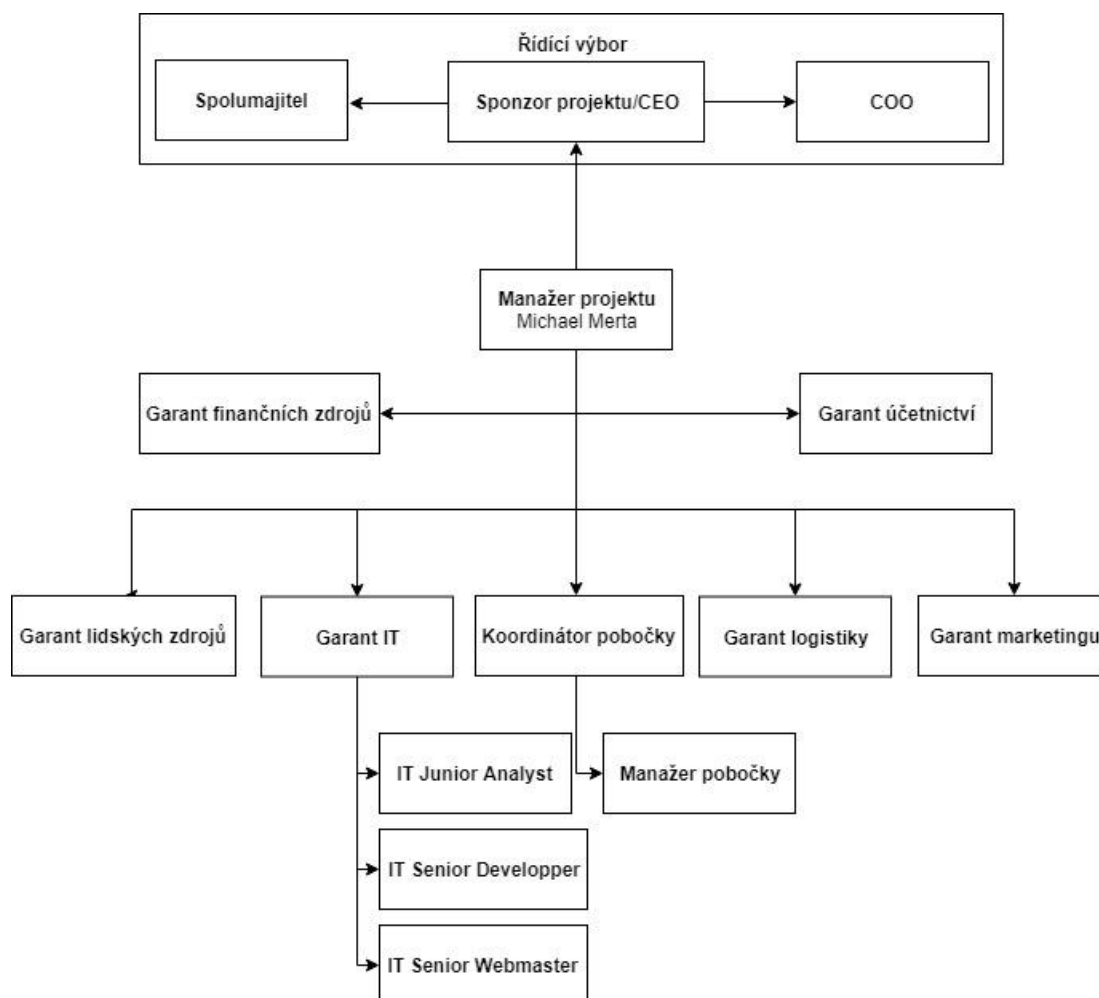 Řídící výbor
Spolumajitel
Sponzor projektu/CEO
COO
Manažer projektu
Michael Merta
Garant finančních zdrojů
Garant účetnictví
Garant lidských zdrojů
Garant IT
Koordinátor pobočky
Garant logistiky
Garant marketingu
IT Junior Analyst
Manažer pobočky
IT Senior Developper
IT Senior Webmaster